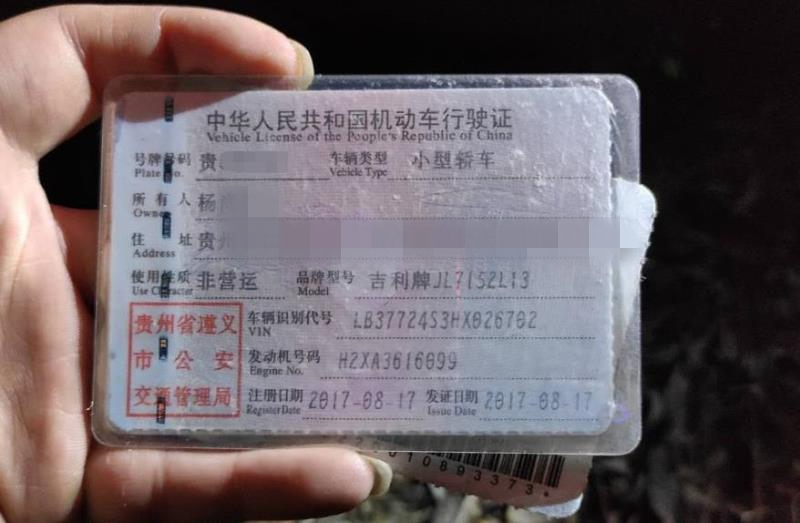 中华人民共和国机动车行驶证
Vehicle License of the People's Republic of China
号牌号码 贵 车辆类型 小型轿车
Plate No. Vehicle Type
所有人 杨
Owner
住址 贵州
Address
使用性质 非营运 品牌型号 吉利牌JL7152L13
Use Character Model
贵州省遵义
市公安
交通管理局
车辆识别代号 LB37724S3HX026702
VIN
发动机号码 H2XA3616099
Engine No.
注册日期 2017-08-17 发证日期 2017-08-17
Register Date Issue Date